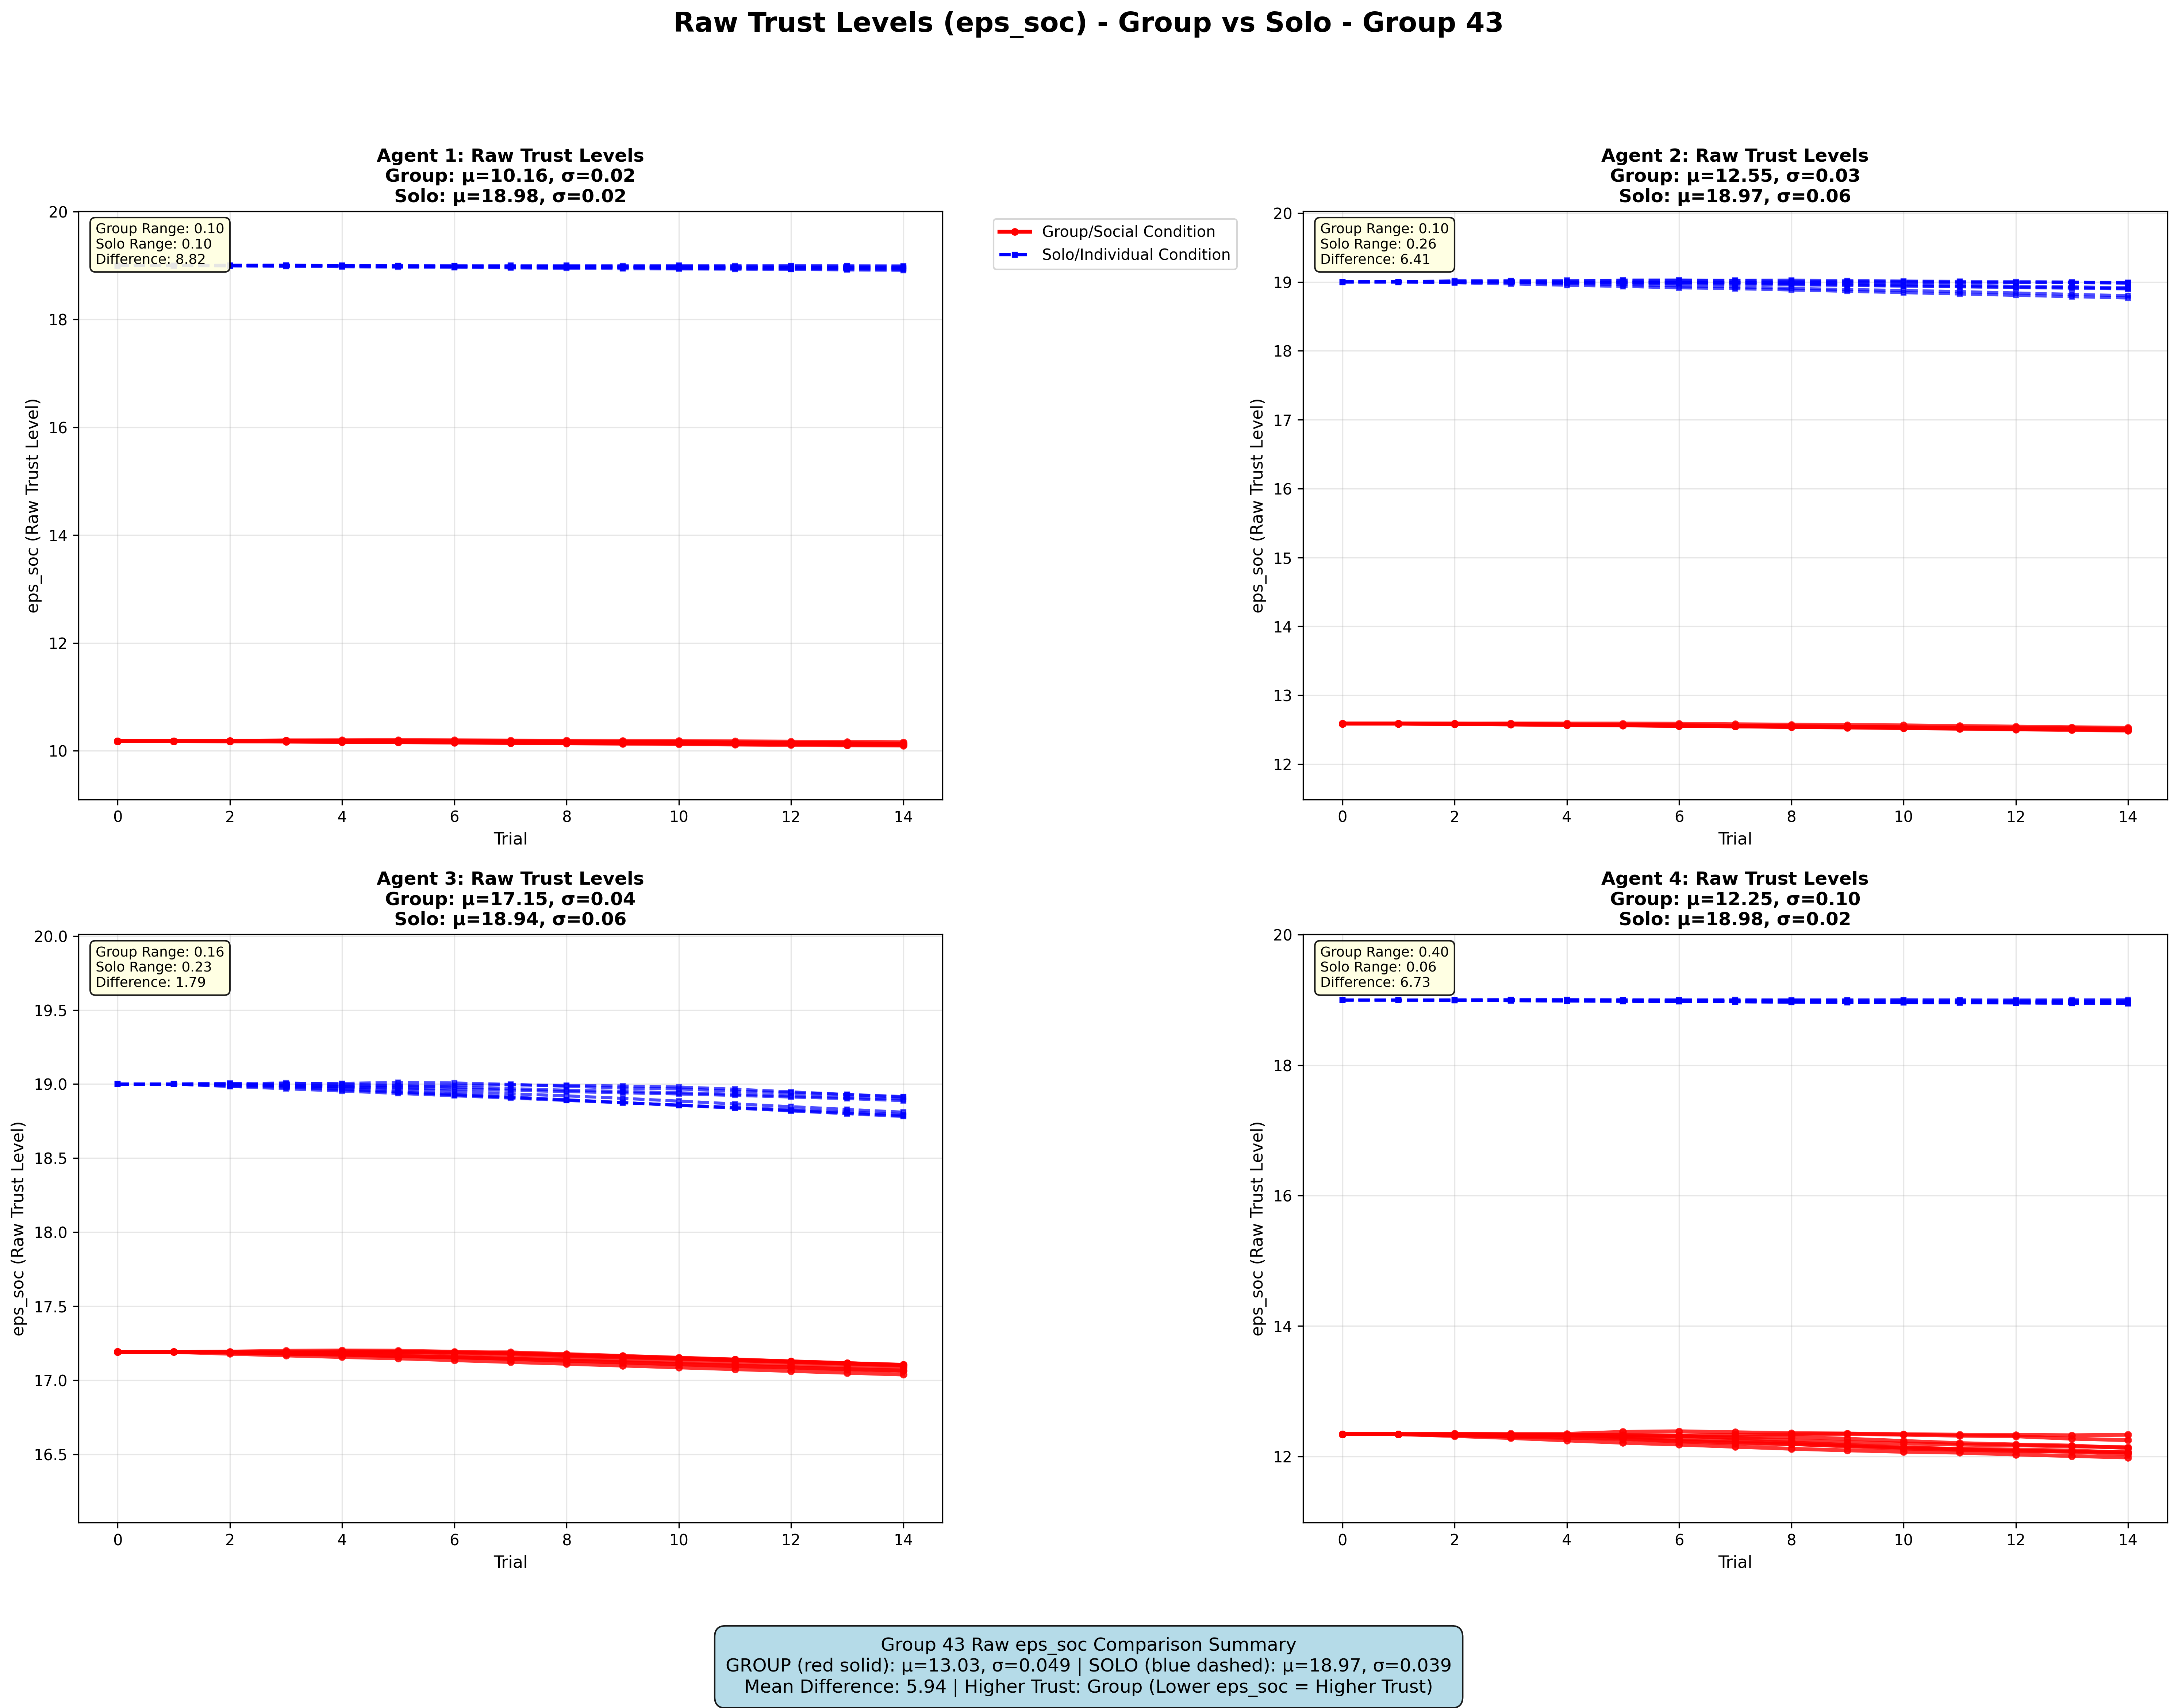 Raw Trust Levels (eps_soc) - Group vs Solo - Group 43
Agent 1: Raw Trust Levels
Group: μ=10.16, σ=0.02
Solo: μ=18.98, σ=0.02
Group Range: 0.10
Solo Range: 0.10
Difference: 8.82
20
18
16
14
12
10
eps_soc (Raw Trust Level)
0 2 4 6 8 10 12 14
Trial
Group/Social Condition
Solo/Individual Condition
Agent 2: Raw Trust Levels
Group: μ=12.55, σ=0.03
Solo: μ=18.97, σ=0.06
Group Range: 0.10
Solo Range: 0.26
Difference: 6.41
20
19
18
17
16
15
14
13
12
eps_soc (Raw Trust Level)
0 2 4 6 8 10 12 14
Trial
Agent 3: Raw Trust Levels
Group: μ=17.15, σ=0.04
Solo: μ=18.94, σ=0.06
Group Range: 0.16
Solo Range: 0.23
Difference: 1.79
20.0
19.5
19.0
18.5
18.0
17.5
17.0
16.5
eps_soc (Raw Trust Level)
0 2 4 6 8 10 12 14
Trial
Agent 4: Raw Trust Levels
Group: μ=12.25, σ=0.10
Solo: μ=18.98, σ=0.02
Group Range: 0.40
Solo Range: 0.06
Difference: 6.73
20
18
16
14
12
eps_soc (Raw Trust Level)
0 2 4 6 8 10 12 14
Trial
Group 43 Raw eps_soc Comparison Summary
GROUP (red solid): μ=13.03, σ=0.049 | SOLO (blue dashed): μ=18.97, σ=0.039
Mean Difference: 5.94 | Higher Trust: Group (Lower eps_soc = Higher Trust)